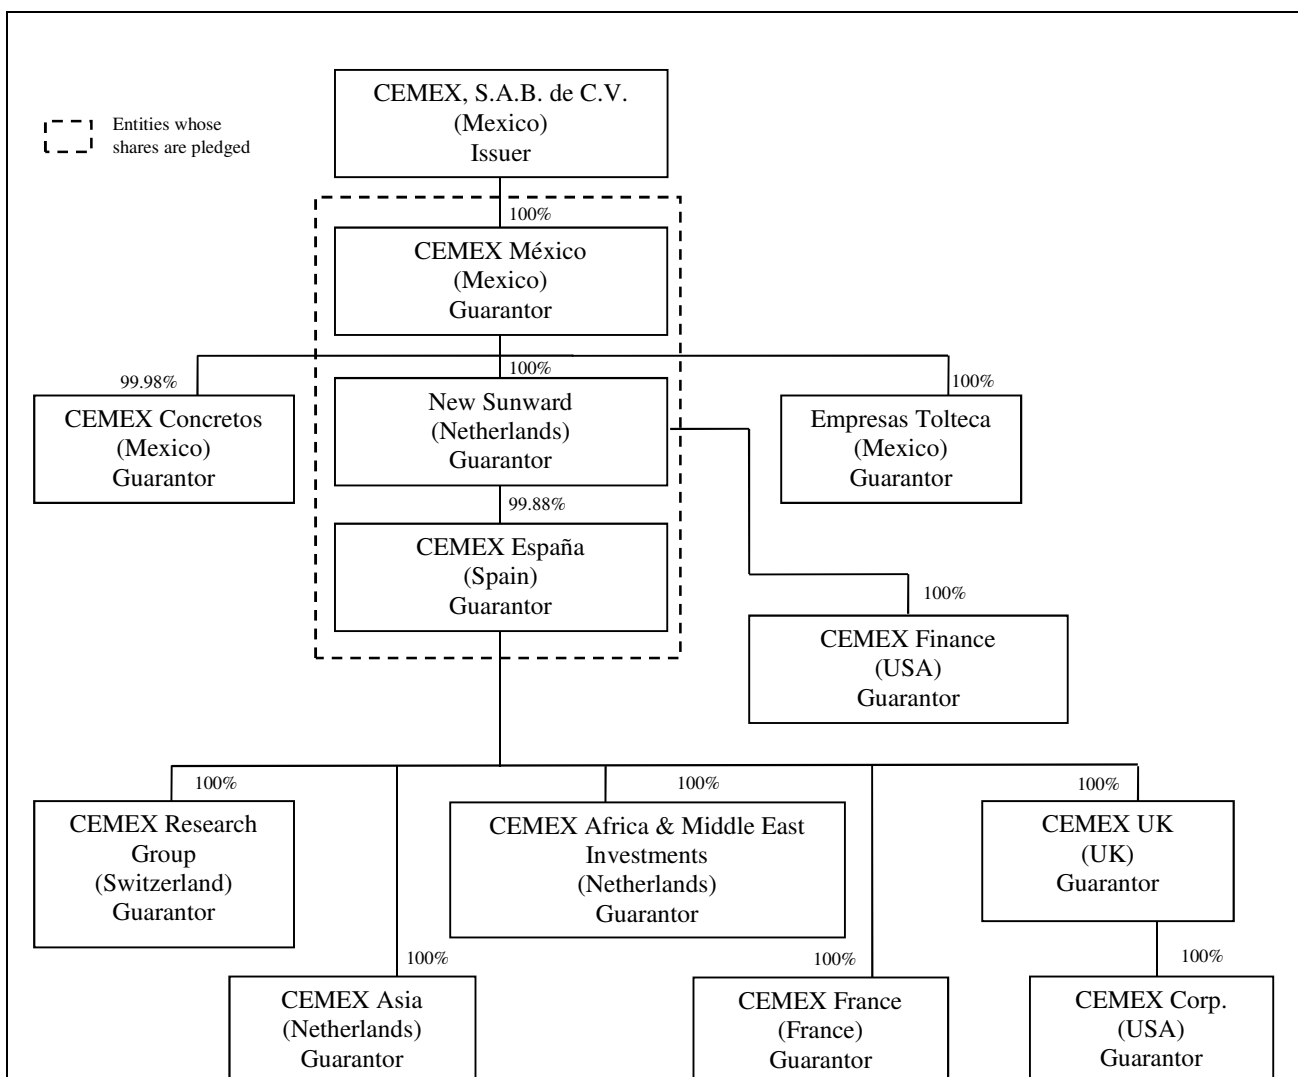 CEMEX, S.A.B. de C.V.
(Mexico)
Issuer
Entities whose
shares are pledged
100%
CEMEX México
(Mexico)
Guarantor
99.98%
100%
100%
CEMEX Concretos
(Mexico)
Guarantor
New Sunward
(Netherlands)
Guarantor
Empresas Tolteca
(Mexico)
Guarantor
99.88%
CEMEX España
(Spain)
Guarantor
100%
CEMEX Finance
(USA)
Guarantor
100%
100%
100%
CEMEX Research
Group
(Switzerland)
Guarantor
CEMEX Africa & Middle East
Investments
(Netherlands)
Guarantor
CEMEX UK
(UK)
Guarantor
100%
100%
100%
CEMEX Asia
(Netherlands)
Guarantor
CEMEX France
(France)
Guarantor
CEMEX Corp.
(USA)
Guarantor